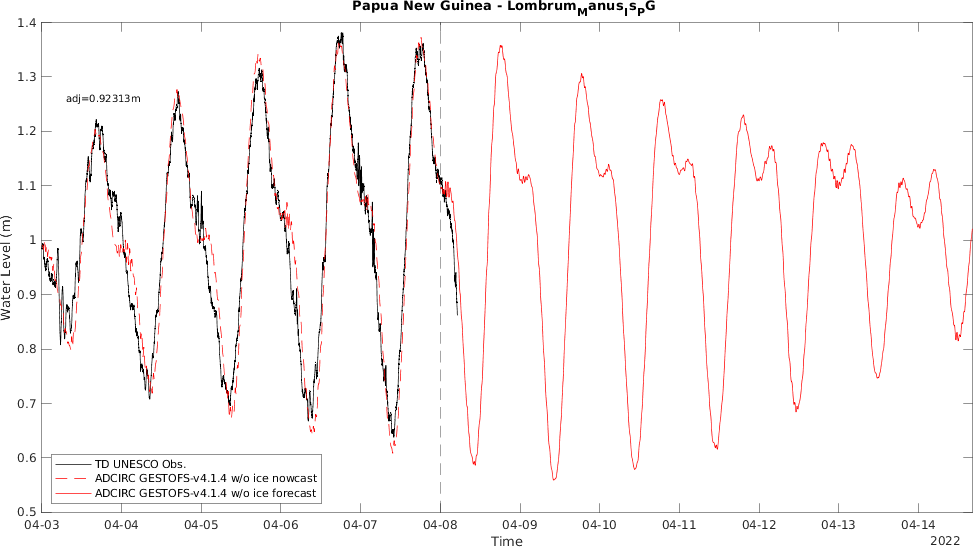 Papua New Guinea - LombrumManusIsPG
1.4
1.3
1.2
1.1
1
0.9
0.8
0.7
0.6
0.5
Water Level (m)
adj=0.92313m
TD UNESCO Obs.
ADCIRC GESTOFS-v4.1.4 w/o ice nowcast
ADCIRC GESTOFS-v4.1.4 w/o ice forecast
04-03 04-04 04-05 04-06 04-07 04-08 04-09 04-10 04-11 04-12 04-13 04-14
Time
2022